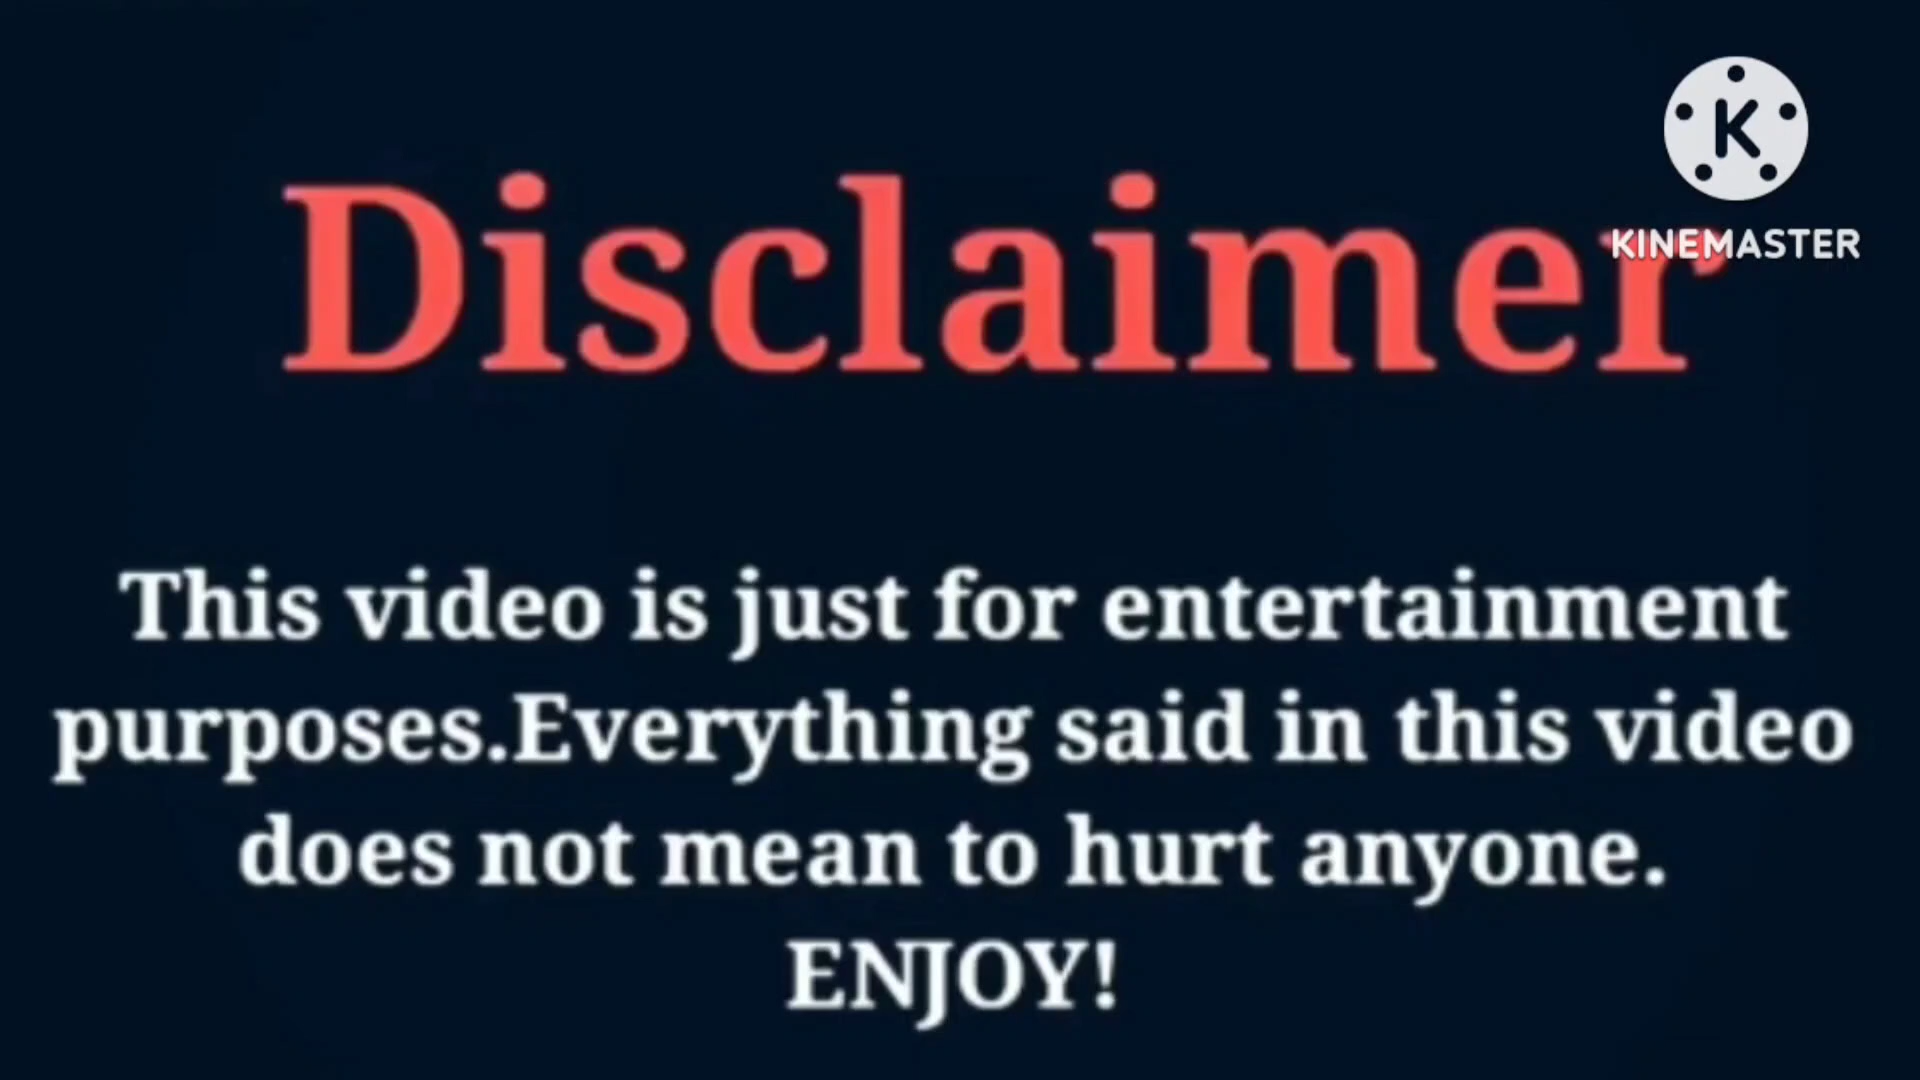 K
KINEMASTER
Disclaimer
This video is just for entertainment
purposes.Everything said in this video
does not mean to hurt anyone.
ENJOY!